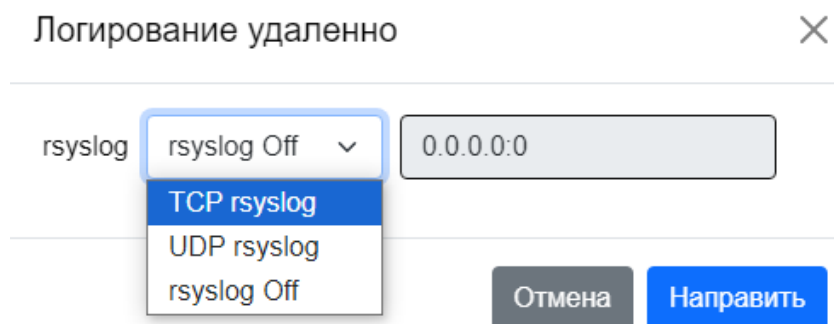 Логирование удаленно
rsyslog rsyslog Off 0.0.0.0:0
TCP rsyslog
UDP rsyslog
rsyslog Off
Отмена Направить